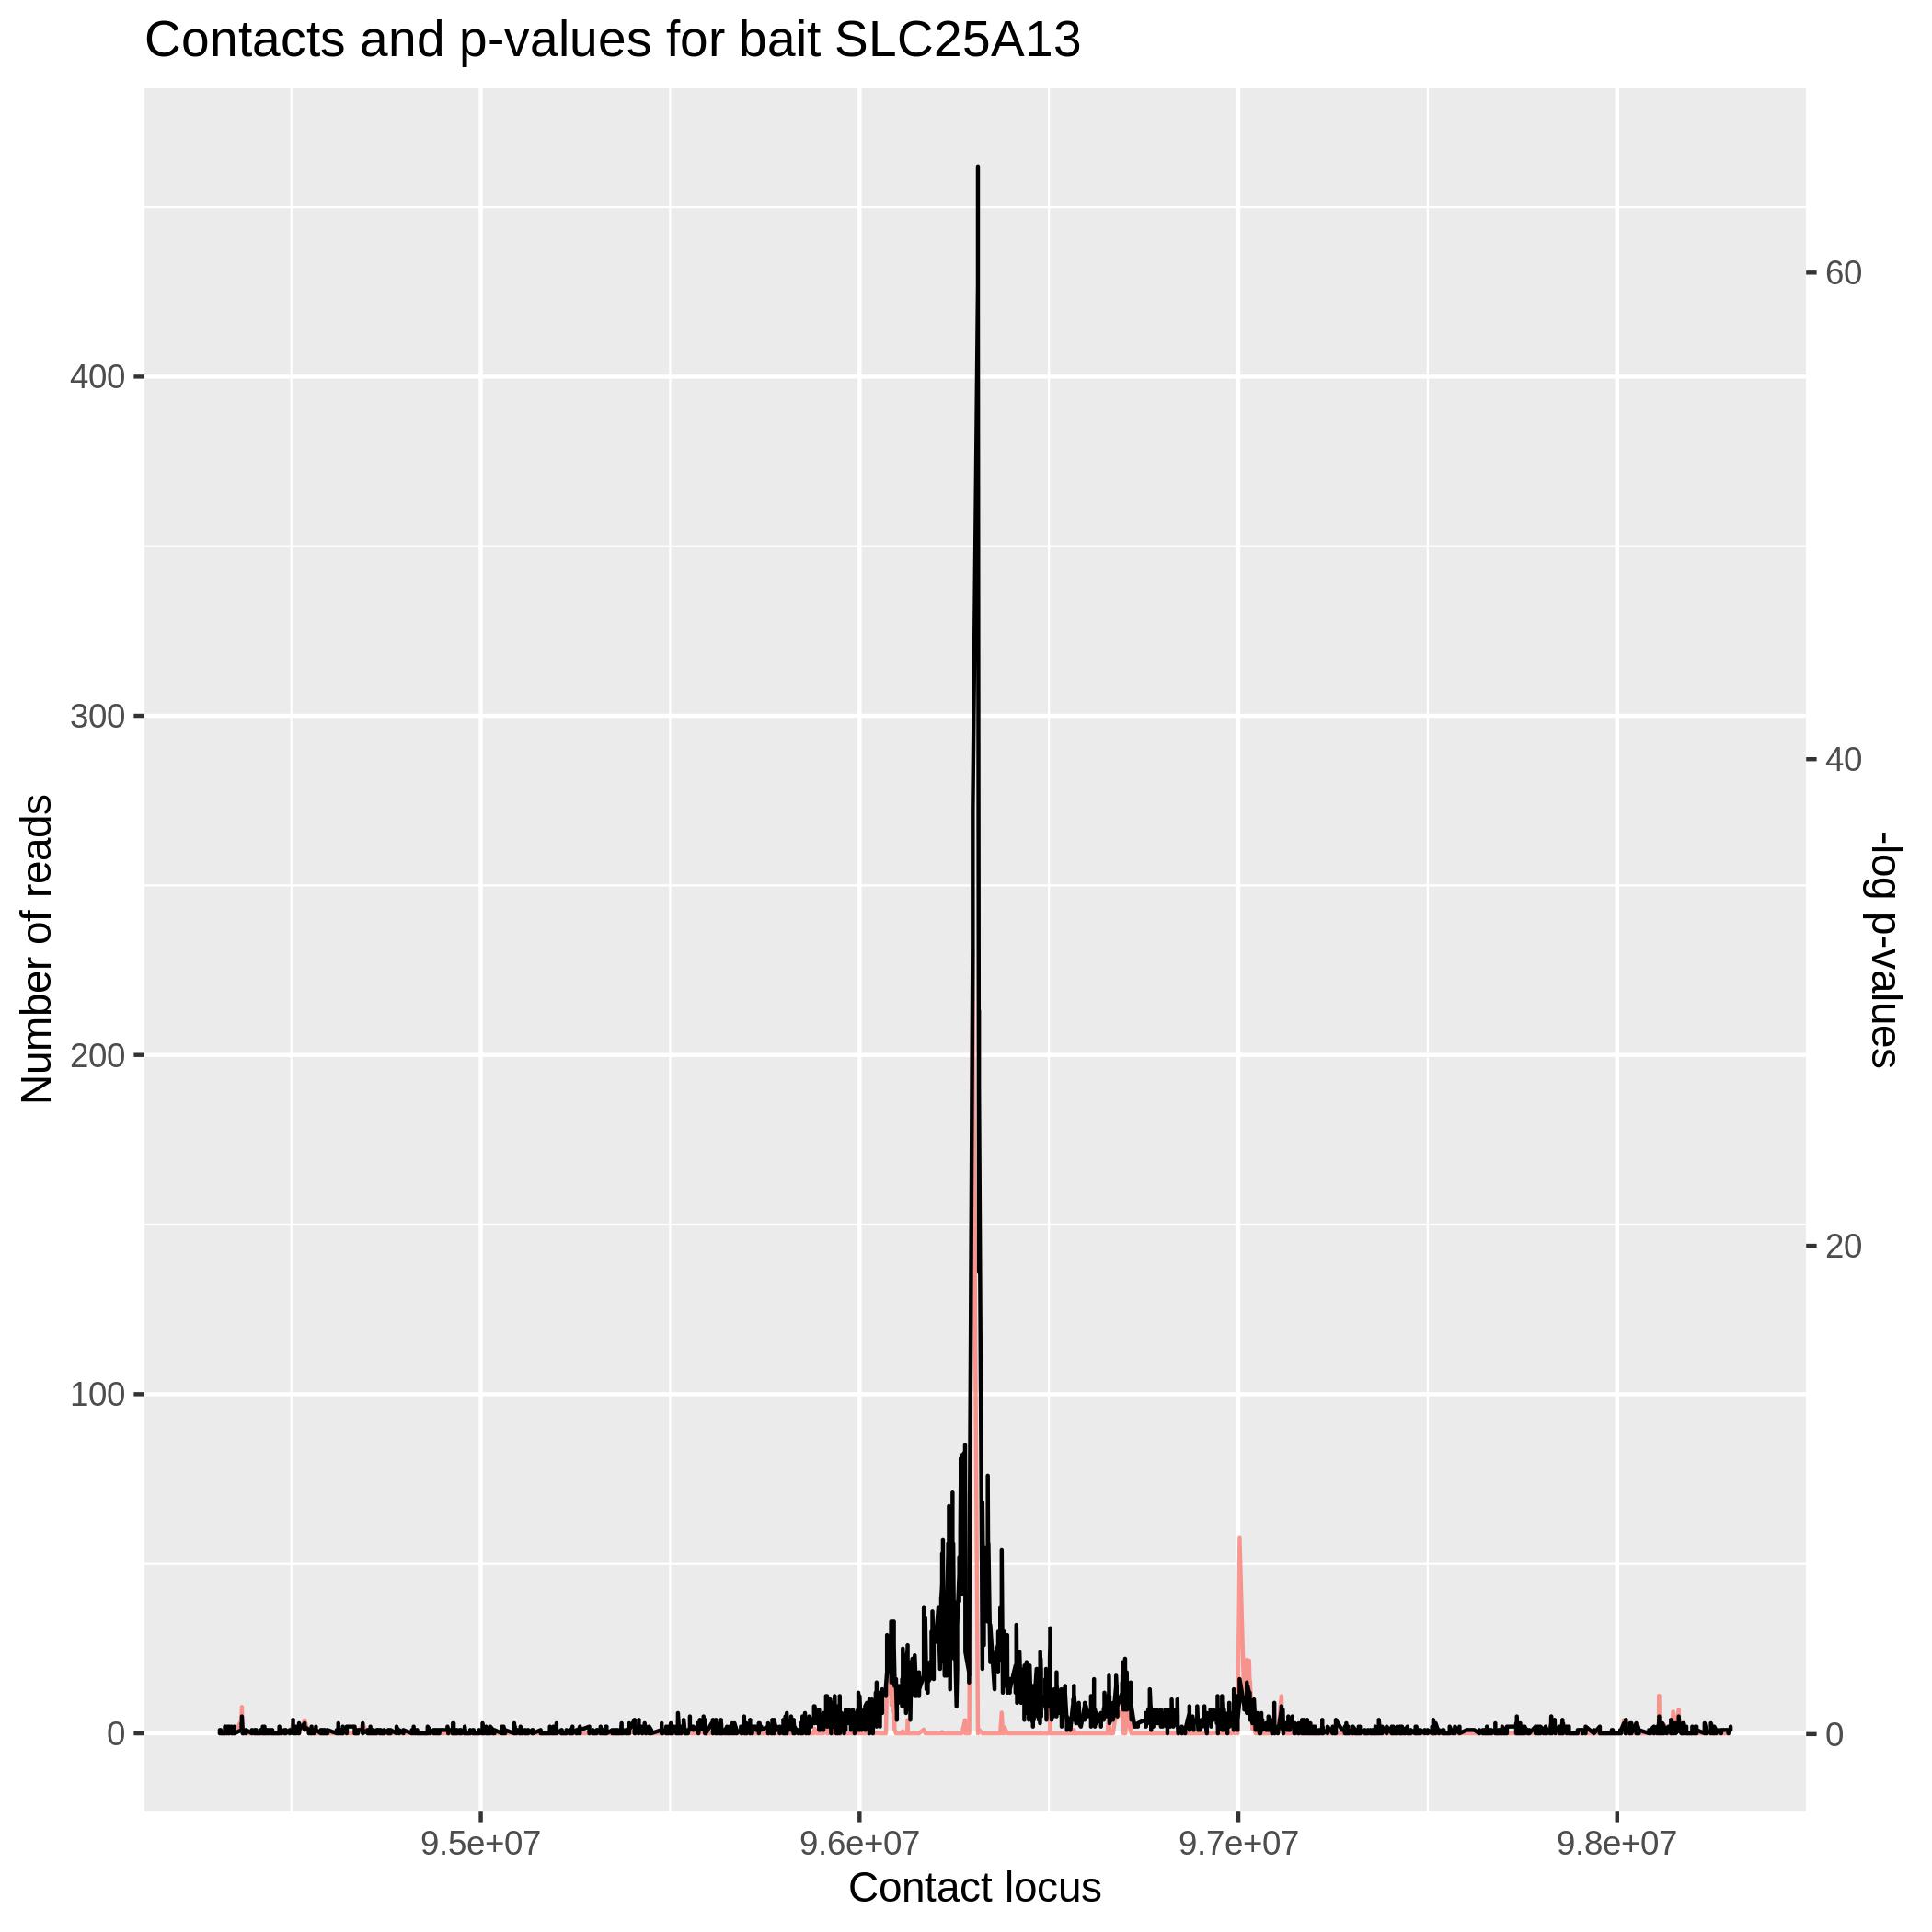 Contacts and p-values for bait SLC25A13
Number of reads
400
300
200
100
0
60
40
20
0
-log p-values
9.5e+07 9.6e+07 9.7e+07 9.8e+07
Contact locus